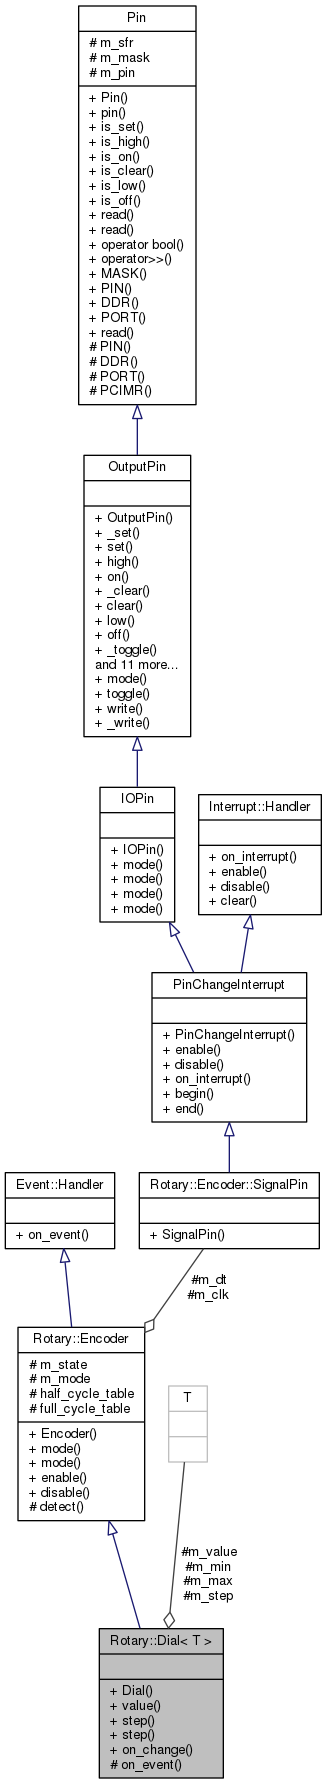 Pin
# m_sfr
# m_mask
# m_pin
+ Pin()
+ pin()
+ is_set()
+ is_high()
+ is_on()
+ is_clear()
+ is_low()
+ is_off()
+ read()
+ read()
+ operator bool()
+ operator>>()
+ MASK()
+ PIN()
+ DDR()
+ PORT()
+ read()
# PIN()
# DDR()
# PORT()
# PCIMR()
OutputPin
+ OutputPin()
+ _set()
+ set()
+ high()
+ on()
+ _clear()
+ clear()
+ low()
+ off()
+ _toggle()
and 11 more...
+ mode()
+ toggle()
+ write()
+ _write()
IOPin
+ IOPin()
+ mode()
+ mode()
+ mode()
+ mode()
Interrupt::Handler
+ on_interrupt()
+ enable()
+ disable()
+ clear()
PinChangeInterrupt
+ PinChangeInterrupt()
+ enable()
+ disable()
+ on_interrupt()
+ begin()
+ end()
Event::Handler
+ on_event()
Rotary::Encoder::SignalPin
+ SignalPin()
#m_dt
#m_clk
Rotary::Encoder
# m_state
# m_mode
# half_cycle_table
# full_cycle_table
+ Encoder()
+ mode()
+ mode()
+ enable()
+ disable()
# detect()
T
#m_value
#m_min
#m_max
#m_step
Rotary::Dial< T >
+ Dial()
+ value()
+ step()
+ step()
+ on_change()
# on_event()